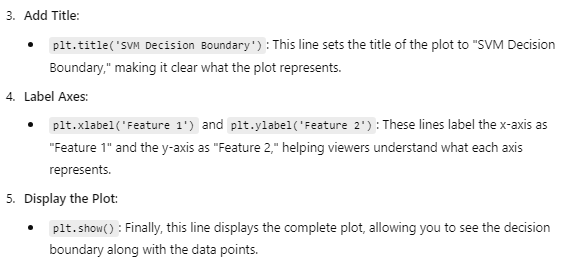 3. Add Title:
• plt.title('SVM Decision Boundary') : This line sets the title of the plot to "SVM Decision
Boundary," making it clear what the plot represents.
4. Label Axes:
• plt.xlabel('Feature 1') and plt.ylabel('Feature 2') : These lines label the x-axis as
"Feature 1" and the y-axis as "Feature 2," helping viewers understand what each axis
represents.
5. Display the Plot:
• plt.show() : Finally, this line displays the complete plot, allowing you to see the decision
boundary along with the data points.